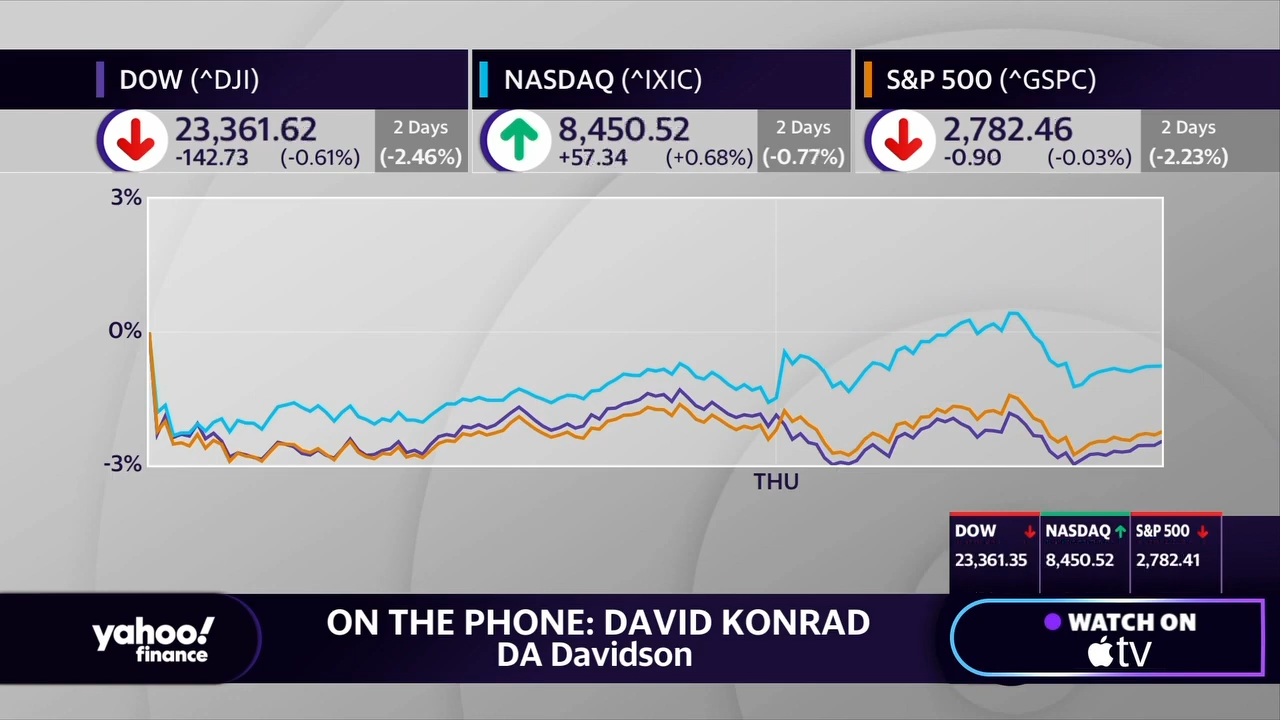 DOW (^DJI)
NASDAQ (^IXIC)
S&P 500 (^GSPC)
23,361.62
-142.73 (-0.61%)
2 Days
(-2.46%)
8,450.52
+57.34 (+0.68%)
2 Days
(-0.77%)
2,782.46
-0.90 (-0.03%)
2 Days
(-2.23%)
3%
0%
-3%
THU
DOW
23,361.35
NASDAQ
8,450.52
S&P 500
2,782.41
yahoo!
finance
ON THE PHONE: DAVID KONRAD
DA Davidson
WATCH ON
tv